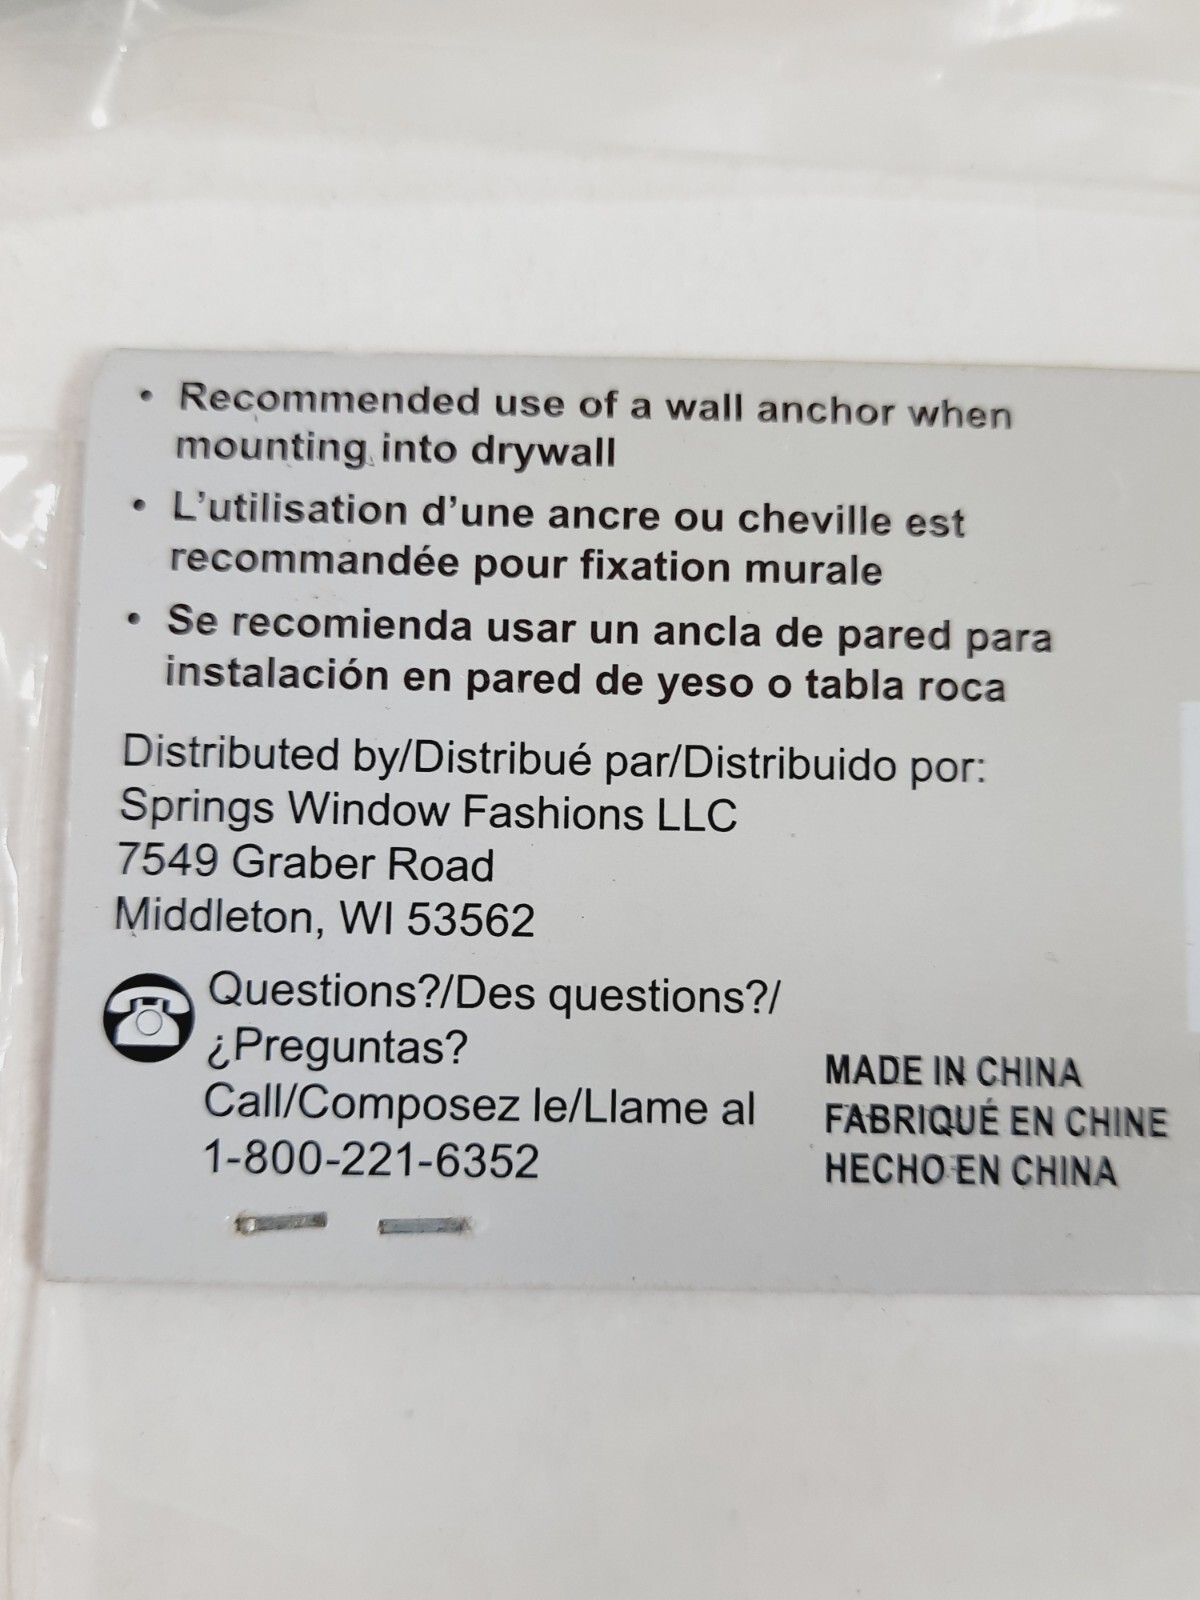 • Recommended use of a wall anchor when
mounting into drywall
• L'utilisation d'une ancre ou cheville est
recommandée pour fixation murale
• Se recomienda usar un ancla de pared para
instalación en pared de yeso o tabla roca
Distributed by/Distribué par/Distribuido por:
Springs Window Fashions LLC
7549 Graber Road
Middleton, WI 53562
Questions?/Des questions?/
¿Preguntas?
Call/Composez le/Llame al
1-800-221-6352
MADE IN CHINA
FABRIQUÉ EN CHINE
HECHO EN CHINA